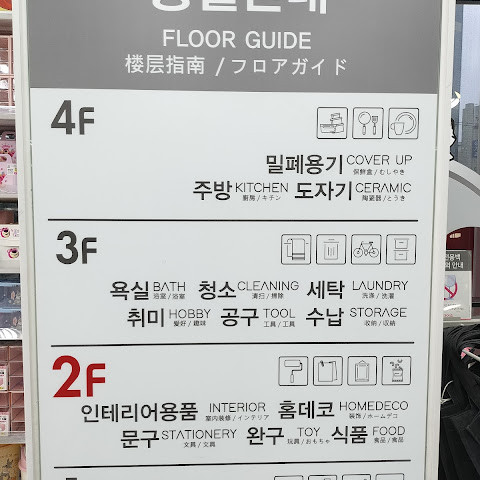 FLOOR GUIDE
楼层指南 / フロアガイド
4F
밀폐용기 COVER UP
保鲜盒 / むしやき
주방 KITCHEN 도자기 CERAMIC
厨房 / キチン 陶瓷器 / とうき
3F
욕실 BATH 청소 CLEANING 세탁 LAUNDRY
浴室 / 浴室 清扫 / 掃除 洗涤 / 洗濯
취미 HOBBY 공구 TOOL 수납 STORAGE
爱好 / 趣味 工具 / 工具 收纳 / 収納
2F
인테리어용품 INTERIOR 홈데코 HOMEDECO
室内装修 / インテリア 装饰 / ホームデコ
문구 STATIONERY 완구 TOY 식품 FOOD
文具 / 文具 玩具 / おもちゃ 食品 / 食品